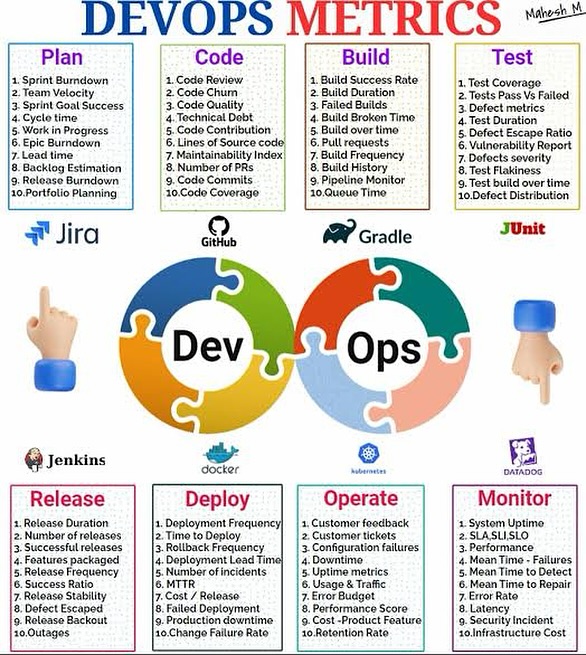 DEVOPS METRICS
Mahesh M.
Plan
1. Sprint Burndown
2. Team Velocity
3. Sprint Goal Success
4. Cycle time
5. Work in Progress
6. Epic Burndown
7. Lead time
8. Backlog Estimation
9. Release Burndown
10.Portfolio Planning
Code
1. Code Review
2. Code Churn
3. Code Quality
4. Technical Debt
5. Code Contribution
6. Lines of Source code
7. Maintainability Index
8. Number of PRs
9. Code Commits
10.Code Coverage
Build
1. Build Success Rate
2. Build Duration
3. Failed Builds
4. Build Broken Time
5. Build over time
6. Pull requests
7. Build Frequency
8. Build History
9. Pipeline Monitor
10.Queue Time
Test
1. Test Coverage
2. Tests Pass Vs Failed
3. Defect metrics
4. Test Duration
5. Defect Escape Ratio
6. Vulnerability Report
7. Defects severity
8. Test Flakiness
9. Test build over time
10.Defect Distribution
Jira
GitHub
Gradle
JUnit
Dev
Ops
Jenkins
docker
kubernetes
DATADOG
Release
1. Release Duration
2. Number of releases
3. Successful releases
4. Features packaged
5. Release Frequency
6. Success Ratio
7. Release Stability
8. Defect Escaped
9. Release Backout
10.Outages
Deploy
1. Deployment Frequency
2. Time to Deploy
3. Rollback Frequency
4. Deployment Lead Time
5. Number of incidents
6. MTTR
7. Cost / Release
8. Failed Deployment
9. Production downtime
10.Change Failure Rate
Operate
1. Customer feedback
2. Customer tickets
3. Configuration failures
4. Downtime
5. Uptime metrics
6. Usage & Traffic
7. Error Budget
8. Performance Score
9. Cost -Product Feature
10.Retention Rate
Monitor
1. System Uptime
2. SLA,SLI,SLO
3. Performance
4. Mean Time - Failures
5. Mean Time to Detect
6. Mean Time to Repair
7. Error Rate
8. Latency
9. Security Incident
10.Infrastructure Cost